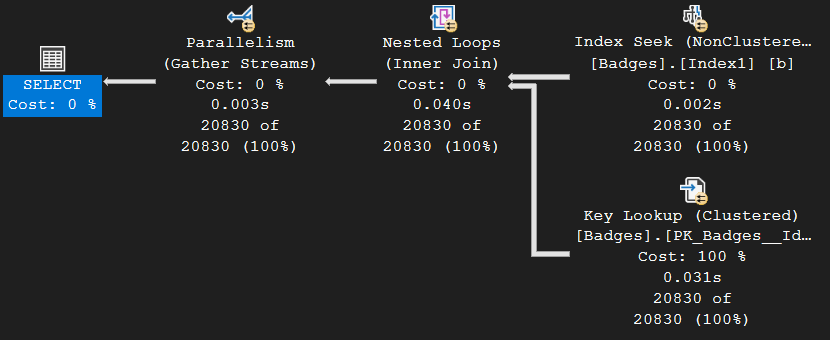 SELECT
Cost: 0 %
Parallelism
(Gather Streams)
Cost: 0 %
0.003s
20830 of
20830 (100%)
Nested Loops
(Inner Join)
Cost: 0 %
0.040s
20830 of
20830 (100%)
Index Seek (NonClustere…
[Badges].[Index1] [b]
Cost: 0 %
0.002s
20830 of
20830 (100%)
Key Lookup (Clustered)
[Badges].[PK_Badges__Id…
Cost: 100 %
0.031s
20830 of
20830 (100%)